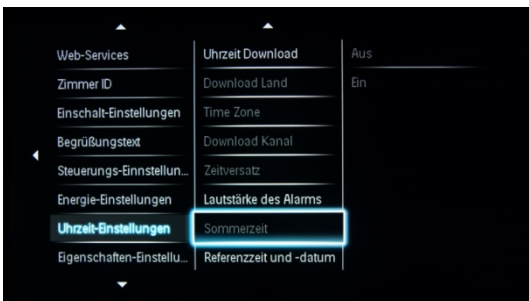 Web-Services
Zimmer ID
Einschalt-Einstellungen
Begrüßungstext
Steuerungs-Einnstellun...
Energie-Einstellungen
Uhrzeit-Einstellungen
Eigenschaften-Einstellu...
Uhrzeit Download
Download Land
Time Zone
Download Kanal
Zeitversatz
Lautstärke des Alarms
Sommerzeit
Referenzzeit und -datum
Aus
Ein